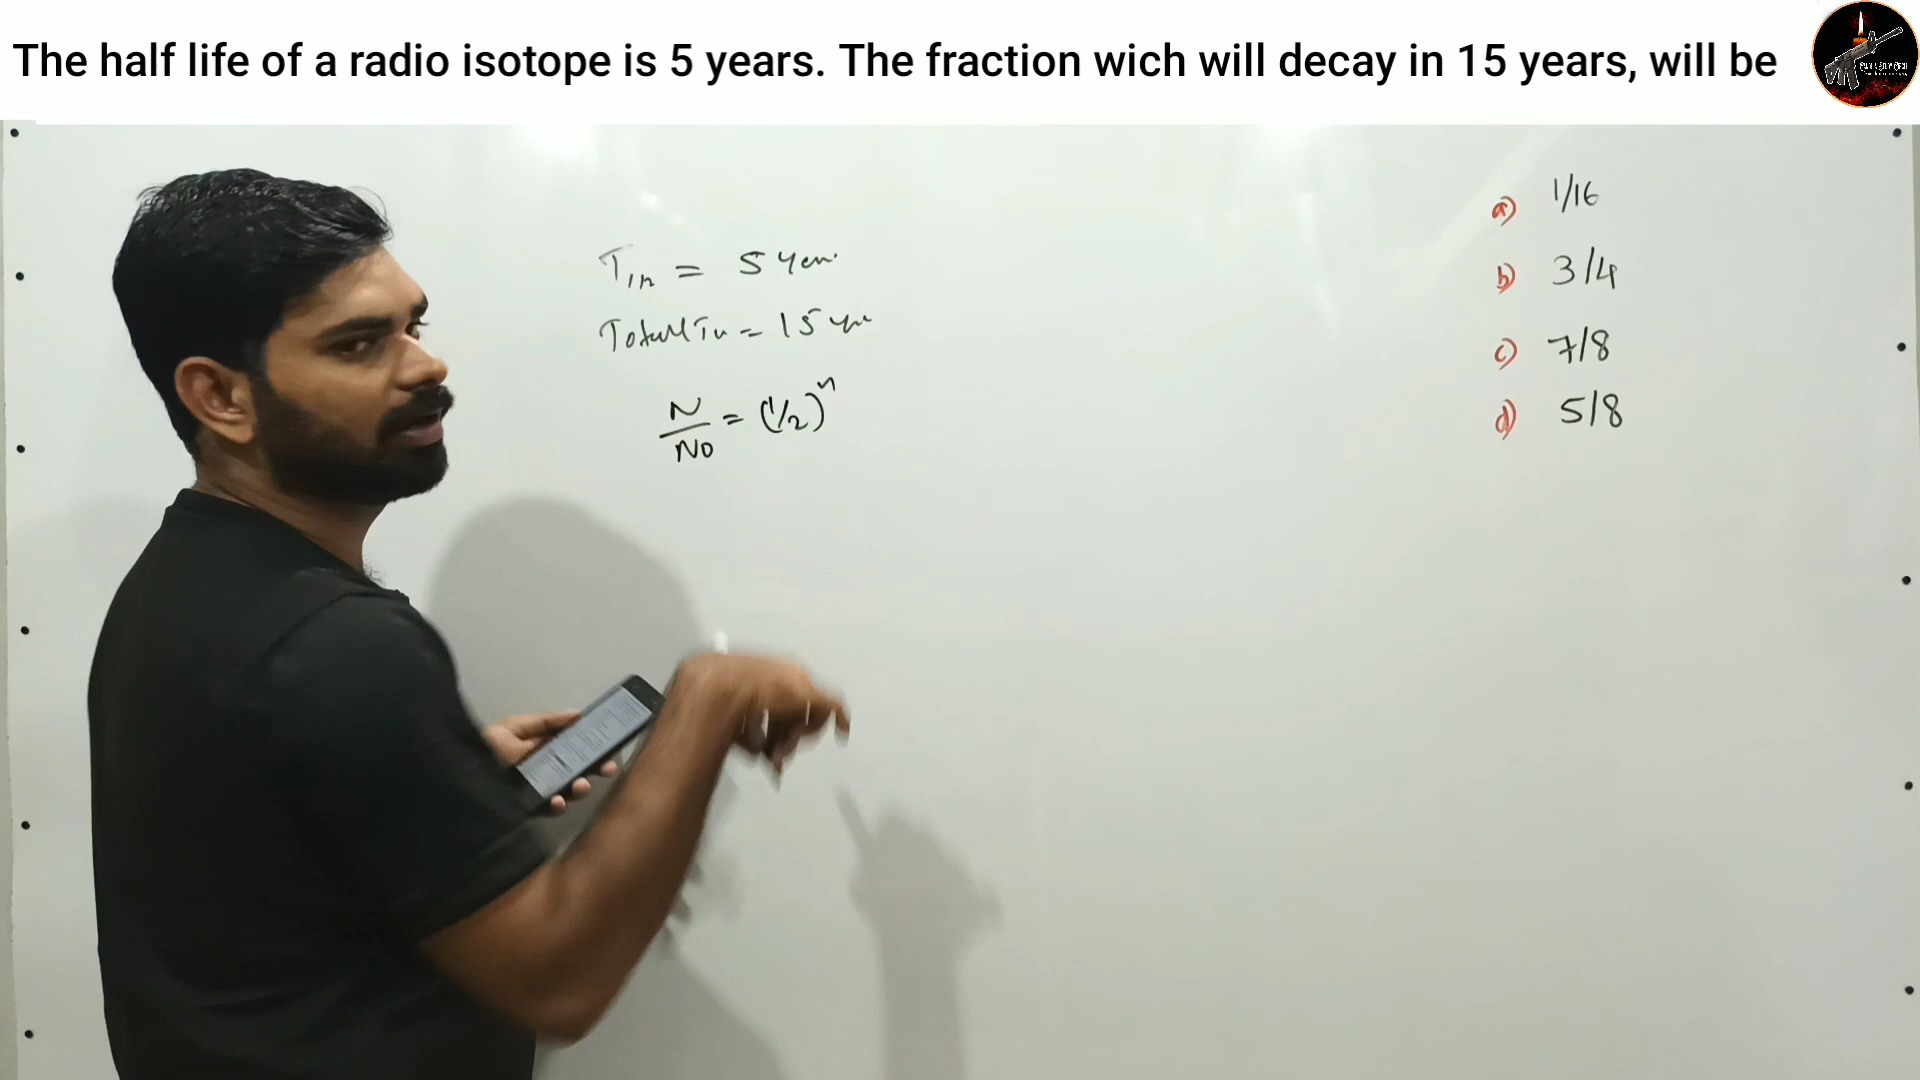 The half life of a radio isotope is 5 years. The fraction wich will decay in 15 years, will be
T1/2 = 5 year
Total Ti = 15 yr
N/N0 = (1/2)^n
a) 1/16
b) 3/4
c) 7/8
d) 5/8